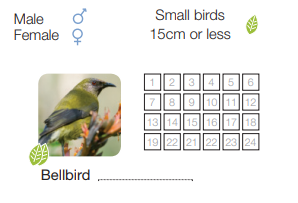 Male ♂
Female ♀
Small birds
15cm or less
1 2 3 4 5 6
7 8 9 10 11 12
13 14 15 16 17 18
19 22 21 22 23 24
Bellbird